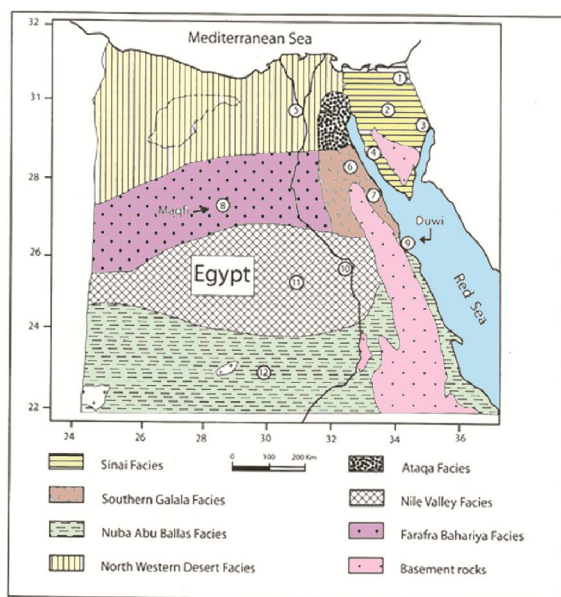 32
Mediterranean Sea
1
31
2
5
3
4
6
28
7
8
Maqfi
Duwi
9
26
10
Egypt
11
Red Sea
24
12
22
24
26
28
30
31
32
34
36
0
100
200 Km
Sinai Facies
Ataqa Facies
Southern Galala Facies
Nile Valley Facies
Nuba Abu Ballas Facies
Farafra Bahariya Facies
North Western Desert Facies
Basement rocks